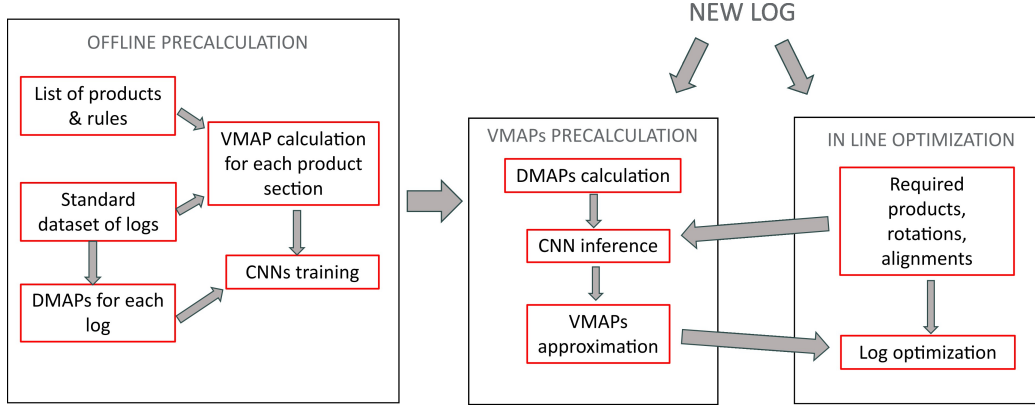 NEW LOG
OFFLINE PRECALCULATION
List of products
& rules
VMAP calculation
for each product
section
Standard
dataset of logs
CNNs training
DMAPs for each
log
VMAPs PRECALCULATION
DMAPs calculation
CNN inference
VMAPs
approximation
IN LINE OPTIMIZATION
Required
products,
rotations,
alignments
Log optimization